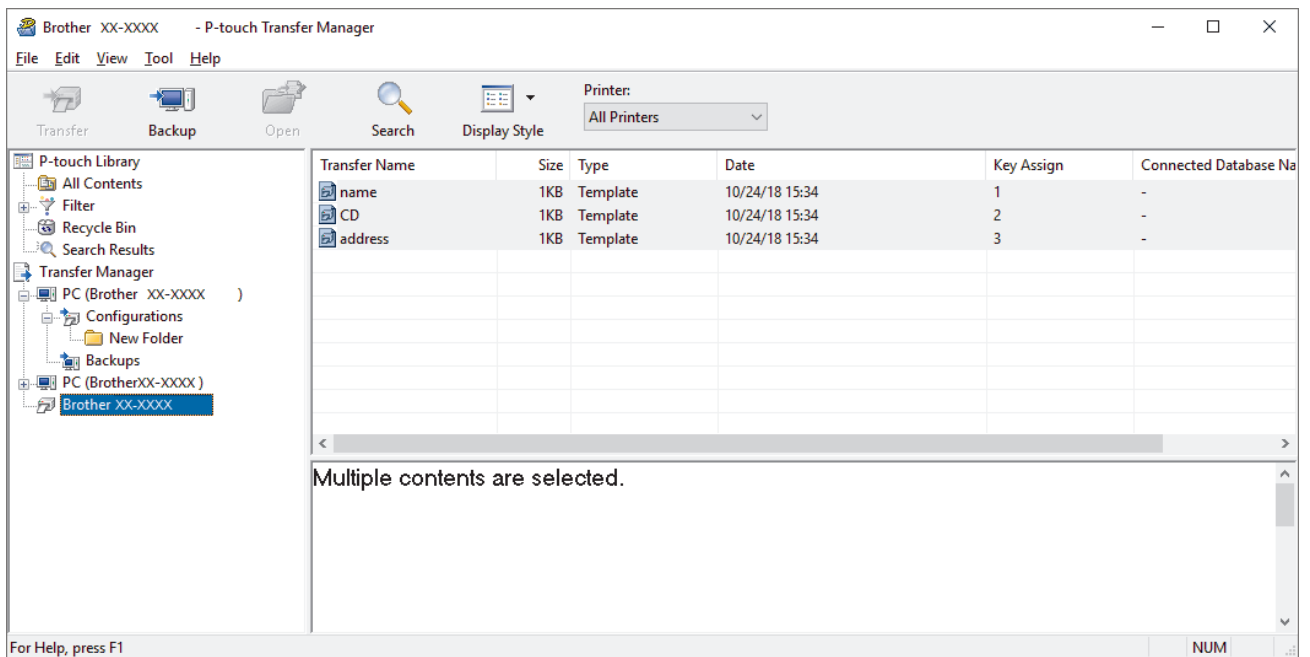 Brother XX-XXXX - P-touch Transfer Manager
File Edit View Tool Help
Transfer Backup Open Search Display Style
Printer:
All Printers
P-touch Library
All Contents
Filter
Recycle Bin
Search Results
Transfer Manager
PC (Brother XX-XXXX )
Configurations
New Folder
Backups
PC (BrotherXX-XXXX )
Brother XX-XXXX
Transfer Name Size Type Date Key Assign Connected Database Na
name 1KB Template 10/24/18 15:34 1 -
CD 1KB Template 10/24/18 15:34 2 -
address 1KB Template 10/24/18 15:34 3 -
Multiple contents are selected.
For Help, press F1 NUM